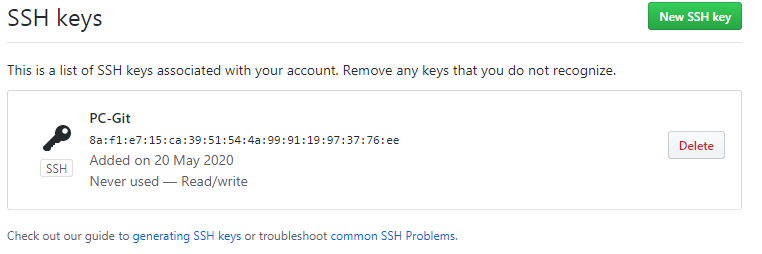 SSH keys
New SSH key
This is a list of SSH keys associated with your account. Remove any keys that you do not recognize.
PC-Git
8a:f1:e7:15:ca:39:51:54:4a:99:91:19:97:37:76:ee
Added on 20 May 2020
Never used — Read/write
SSH
Delete
Check out our guide to generating SSH keys or troubleshoot common SSH Problems.